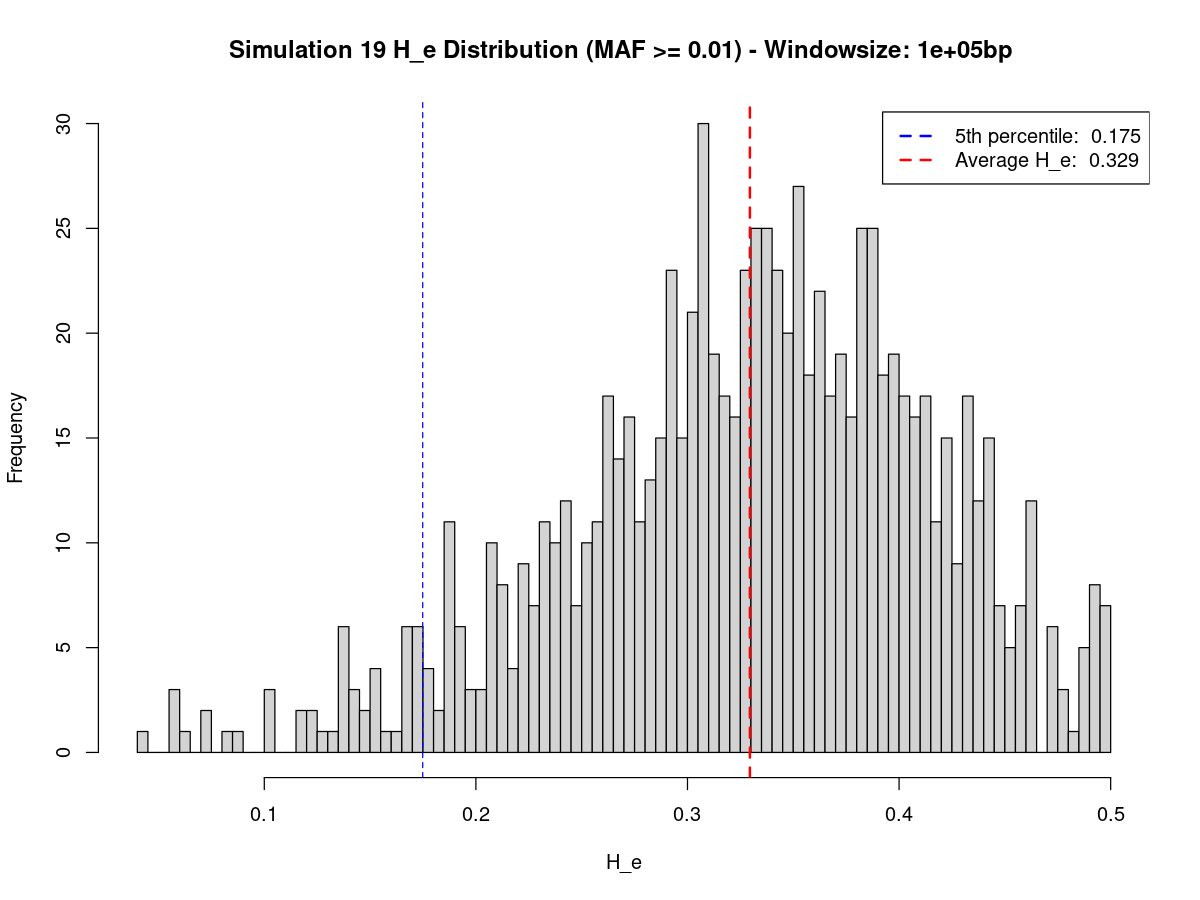 Simulation 19 H_e Distribution (MAF >= 0.01) - Windowsize: 1e+05bp
5th percentile:  0.175
Average H_e:  0.329
Frequency
30
25
20
15
10
5
0
0.1
0.2
0.3
0.4
0.5
H_e